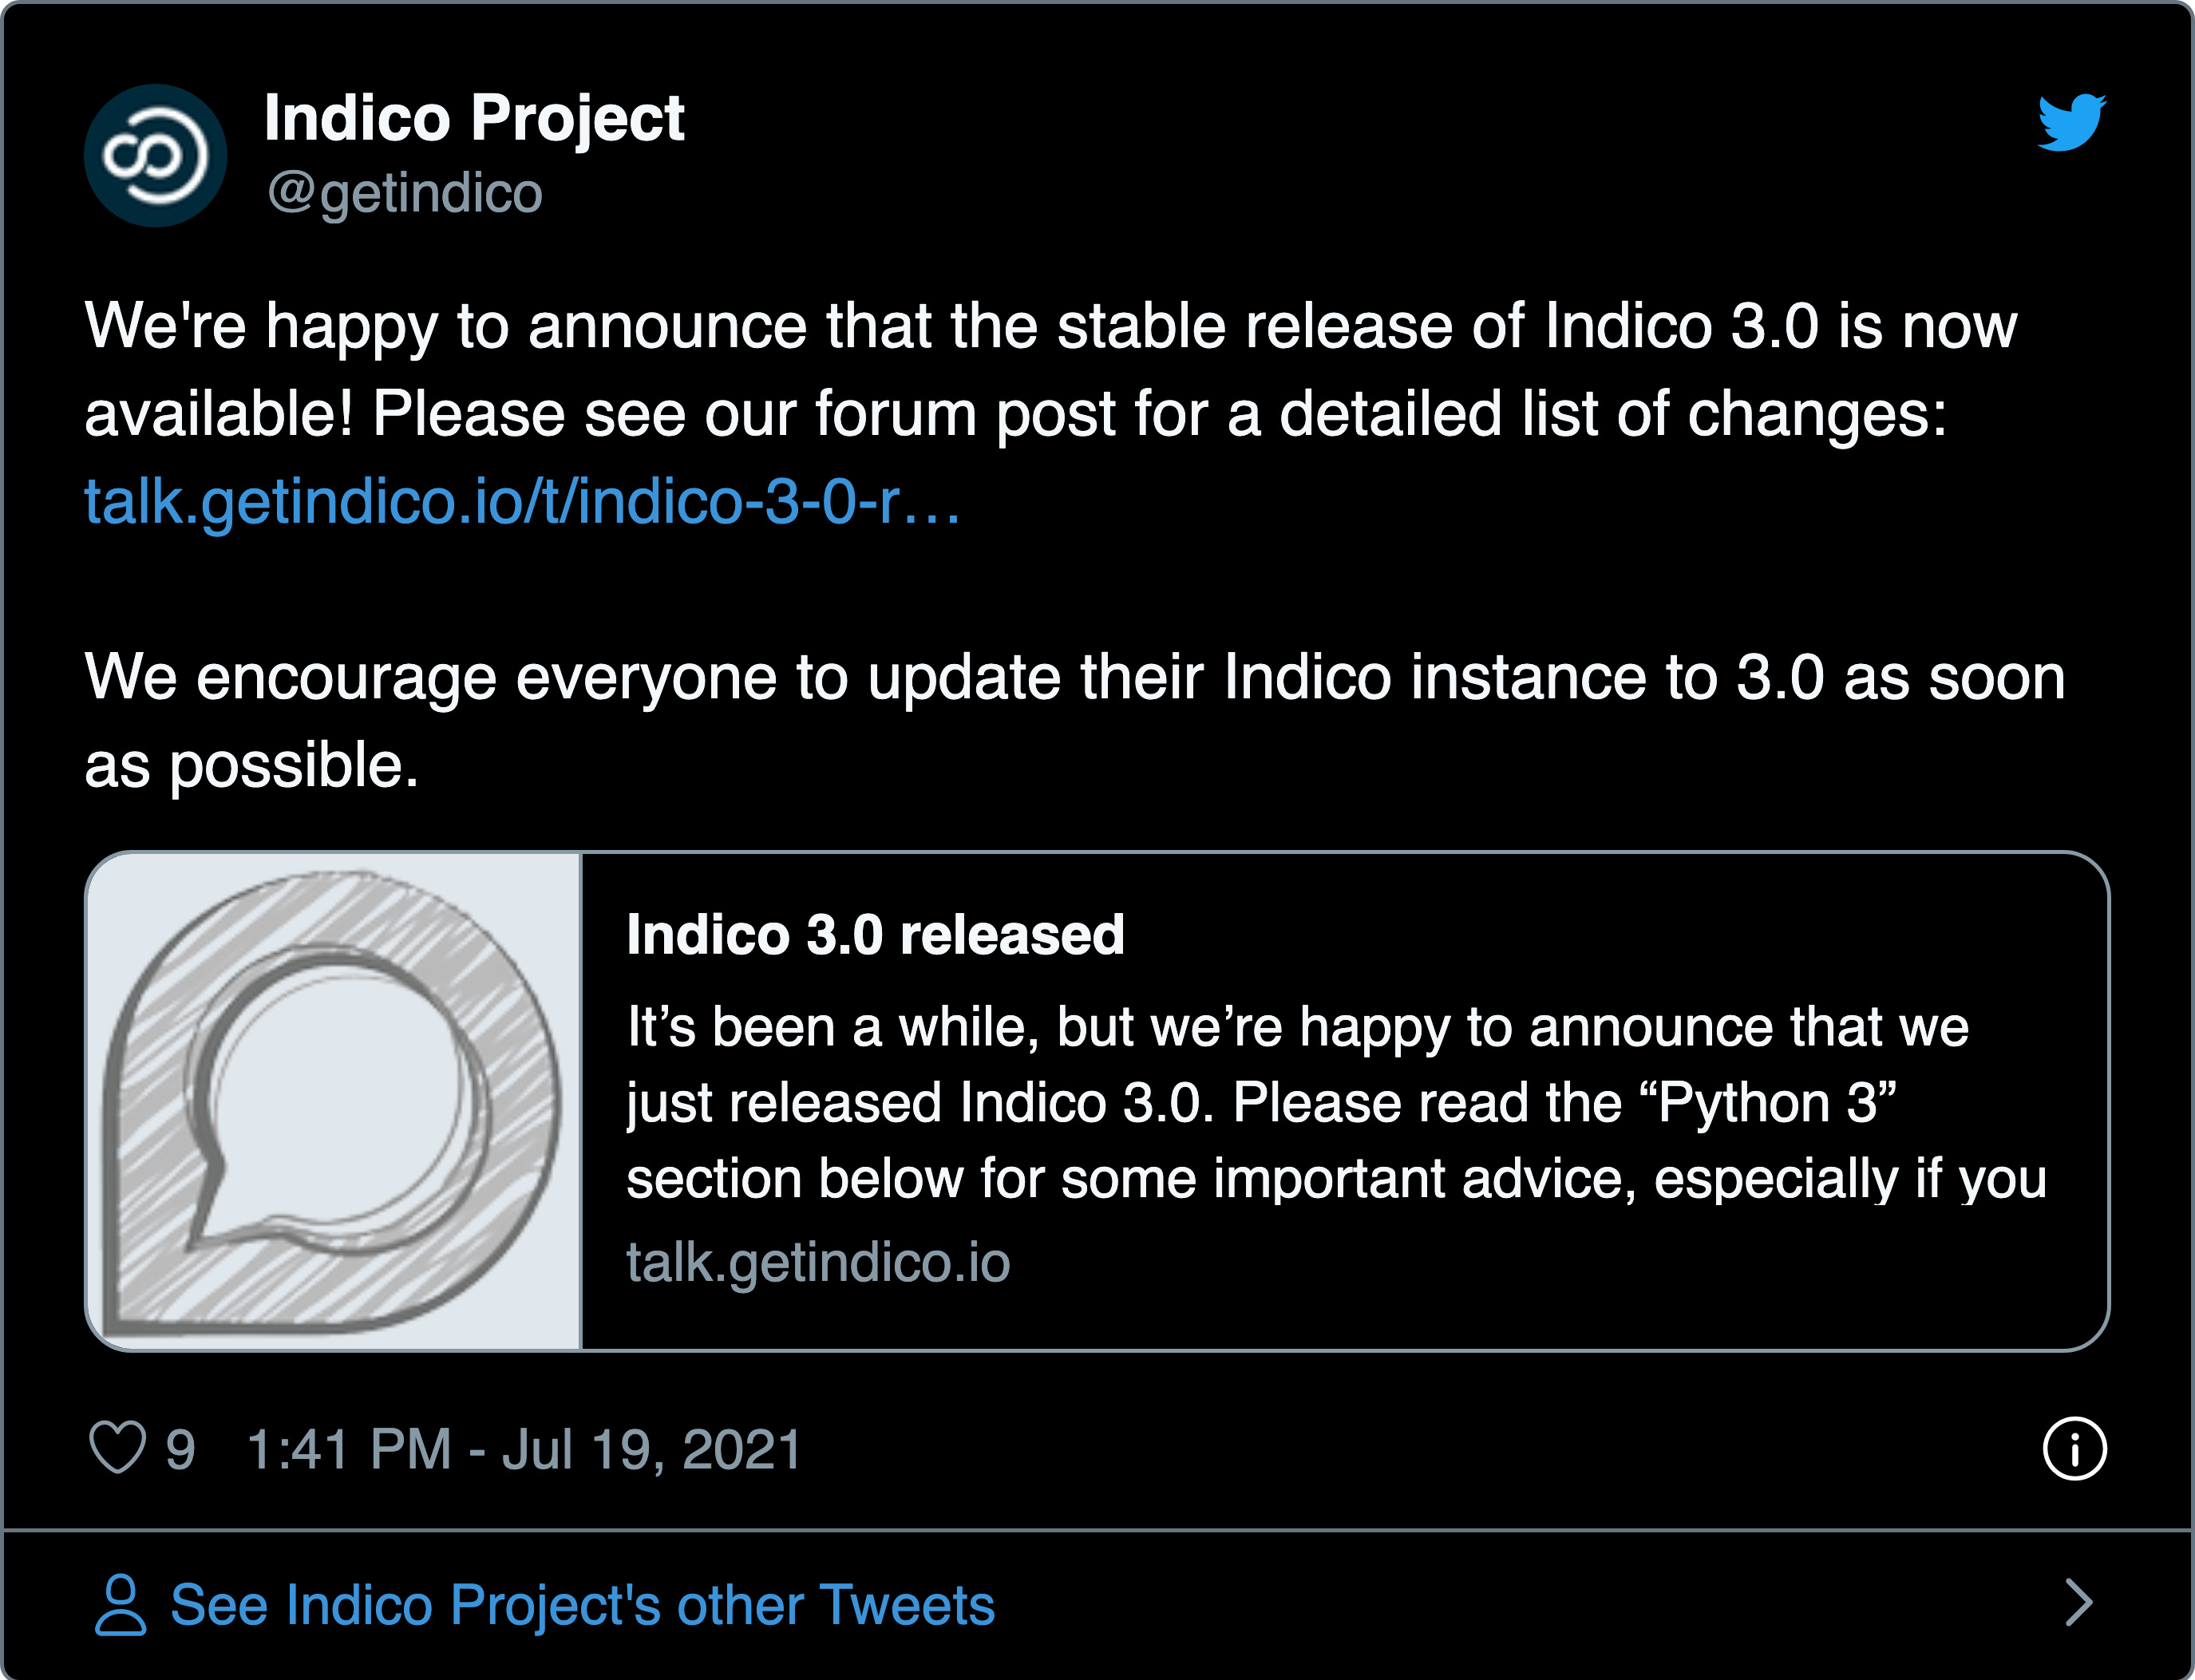 Indico Project
@getindico
We're happy to announce that the stable release of Indico 3.0 is now
available! Please see our forum post for a detailed list of changes:
talk.getindico.io/t/indico-3-0-r…
We encourage everyone to update their Indico instance to 3.0 as soon
as possible.
Indico 3.0 released
It’s been a while, but we’re happy to announce that we
just released Indico 3.0. Please read the “Python 3”
section below for some important advice, especially if you
talk.getindico.io
9 1:41 PM - Jul 19, 2021
See Indico Project's other Tweets